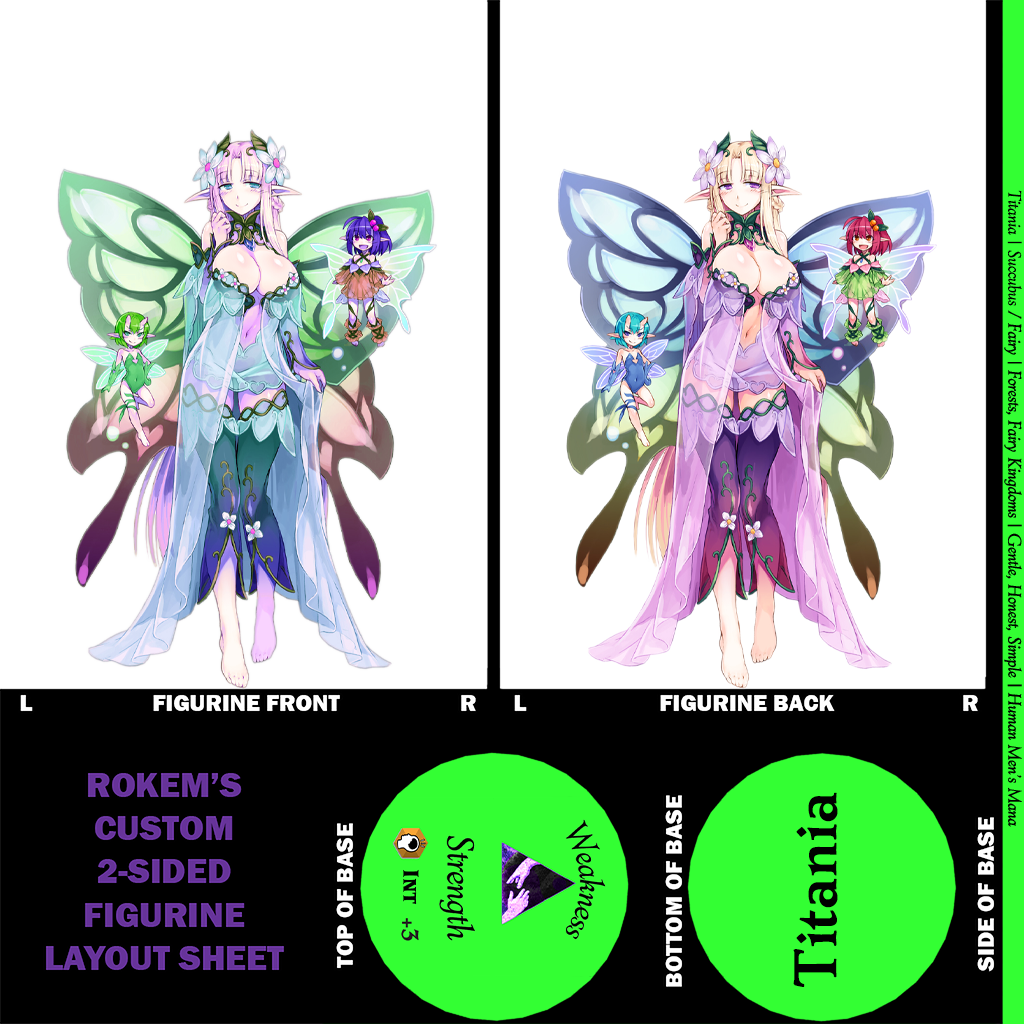 L
FIGURINE FRONT
R
L
FIGURINE BACK
R
Titania | Succubus / Fairy | Forests, Fairy Kingdoms | Gentle, Honest, Simple | Human Men's Mana
ROKEM'S
CUSTOM
2-SIDED
FIGURINE
LAYOUT SHEET
TOP OF BASE
Weakness
Strength
INT +3
BOTTOM OF BASE
Titania
SIDE OF BASE